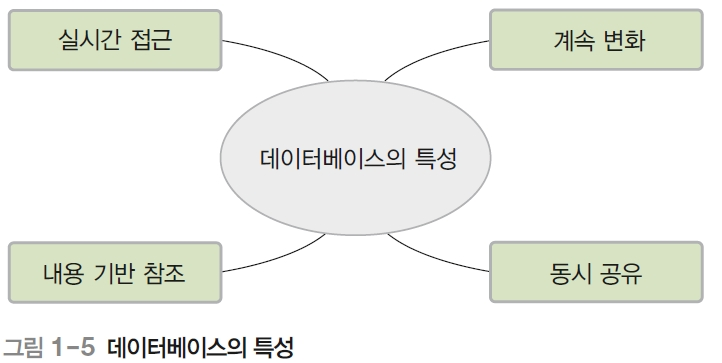 실시간 접근
계속 변화
데이터베이스의 특성
내용 기반 참조
동시 공유
그림 1-5 데이터베이스의 특성